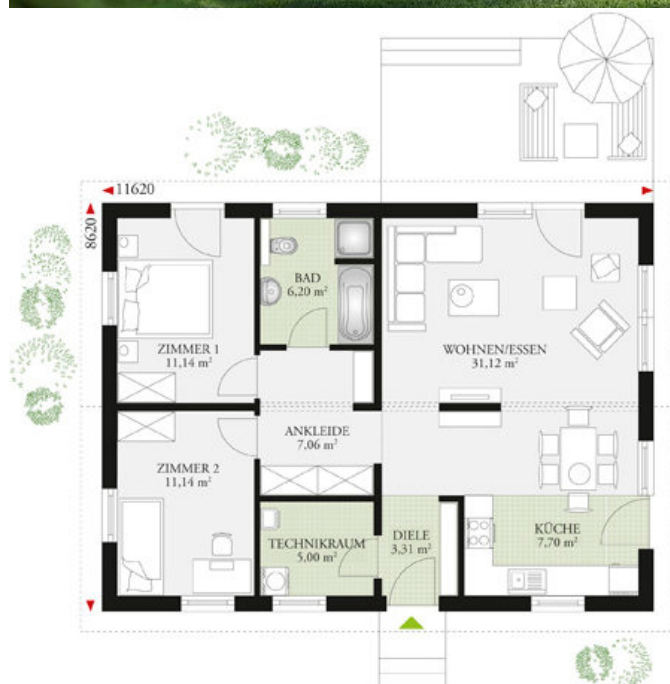 11620
8620
BAD
6,20 m²
ZIMMER 1
11,14 m²
WOHNEN/ESSEN
31,12 m²
ANKLEIDE
7,06 m²
ZIMMER 2
11,14 m²
TECHNIKRAUM
5,00 m²
DIELE
3,31 m²
KÜCHE
7,70 m²